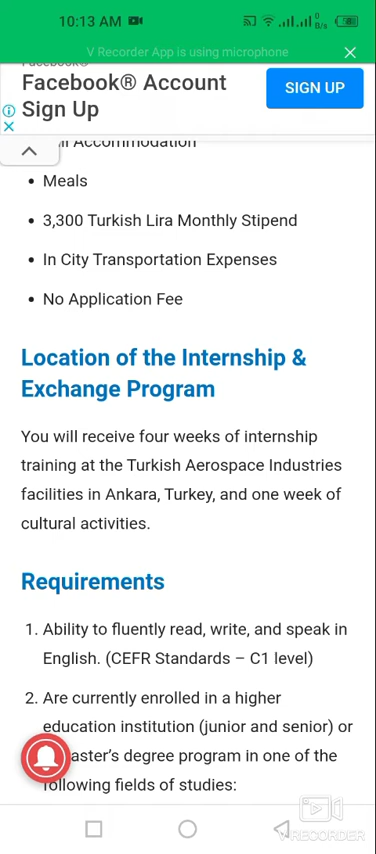 10:13 AM
0
B/s
V Recorder App is using microphone
Facebook®
Facebook® Account
Sign Up
SIGN UP
Accommodation
• Meals
• 3,300 Turkish Lira Monthly Stipend
• In City Transportation Expenses
• No Application Fee
Location of the Internship &
Exchange Program
You will receive four weeks of internship
training at the Turkish Aerospace Industries
facilities in Ankara, Turkey, and one week of
cultural activities.
Requirements
1. Ability to fluently read, write, and speak in
English. (CEFR Standards – C1 level)
2. Are currently enrolled in a higher
education institution (junior and senior) or
aster's degree program in one of the
following fields of studies:
VRECORDER